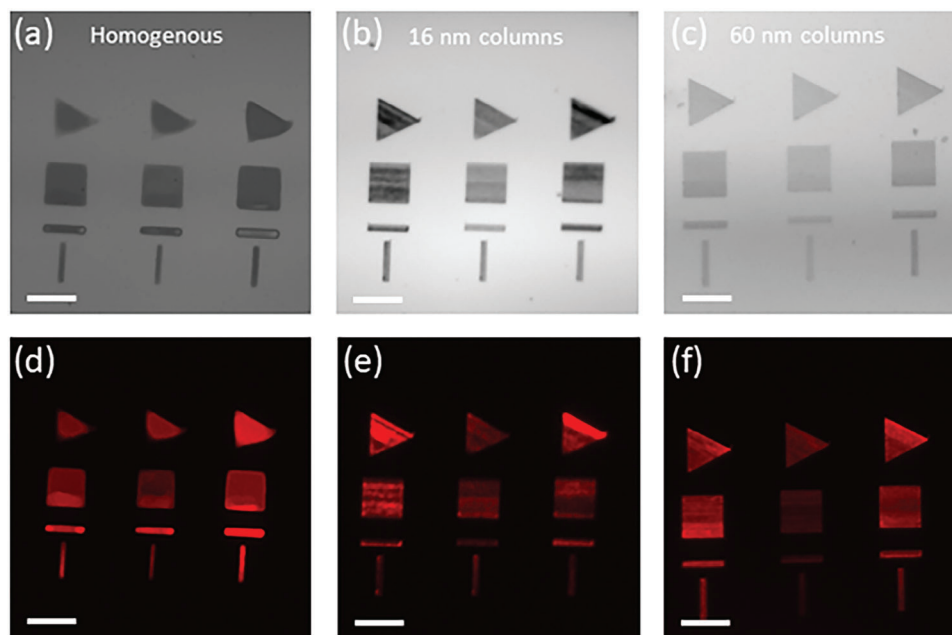 (a) Homogenous
(b) 16 nm columns
(c) 60 nm columns
(d)
(e)
(f)